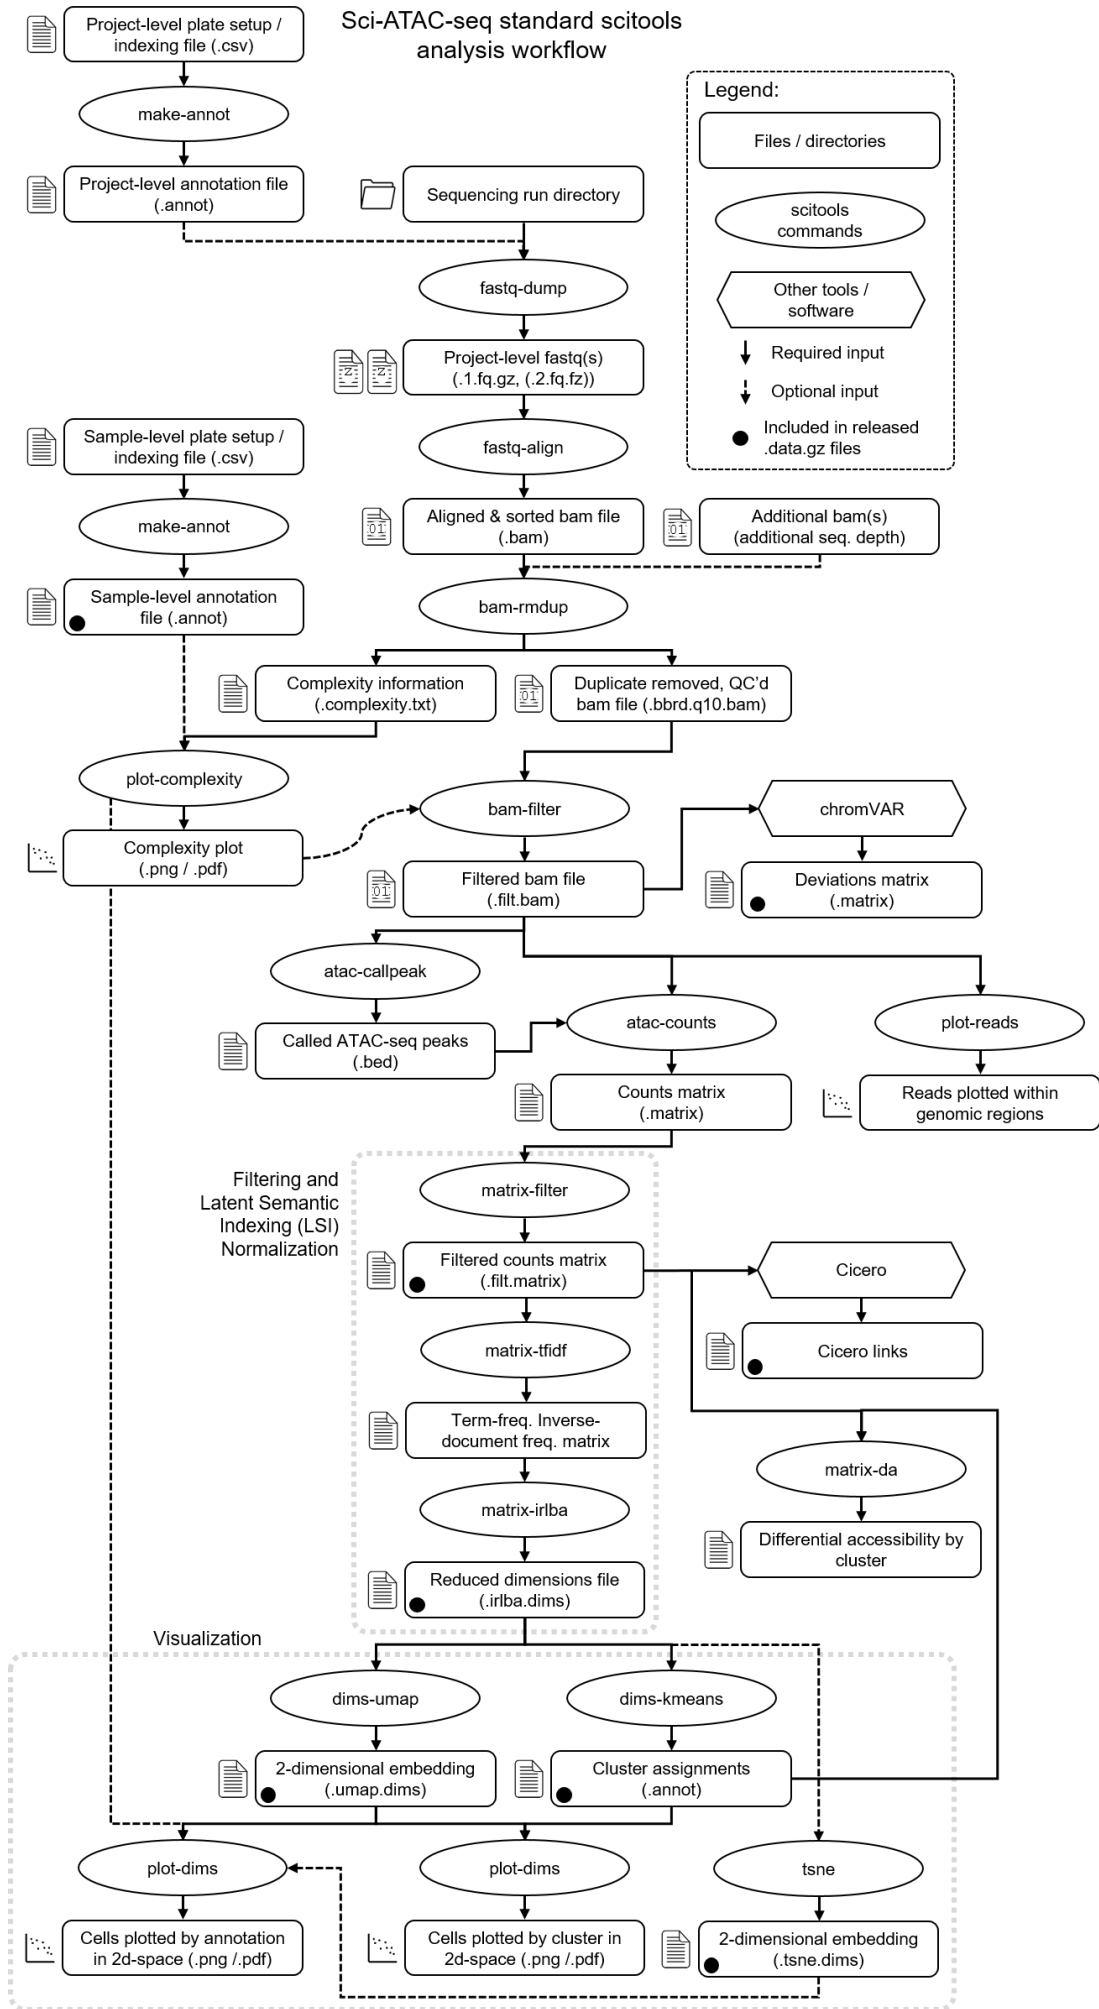 Sci-ATAC-seq standard scitools
analysis workflow
Project-level plate setup /
indexing file (.csv)
make-annot
Project-level annotation file
(.annot)
Sequencing run directory
Legend:
Files / directories
scitools
commands
Other tools /
software
Required input
Optional input
Included in released
.data.gz files
fastq-dump
Z
Z
Project-level fastq(s)
(.1.fq.gz, (.2.fq.fz))
fastq-align
Sample-level plate setup /
indexing file (.csv)
make-annot
Sample-level annotation
file (.annot)
01
Aligned & sorted bam file
(.bam)
01
Additional bam(s)
(additional seq. depth)
bam-rmdup
Complexity information
(.complexity.txt)
01
Duplicate removed, QC'd
bam file (.bbrd.q10.bam)
plot-complexity
Complexity plot
(.png / .pdf)
bam-filter
01
Filtered bam file
(.filt.bam)
chromVAR
Deviations matrix
(.matrix)
atac-callpeak
Called ATAC-seq peaks
(.bed)
atac-counts
Counts matrix
(.matrix)
plot-reads
Reads plotted within
genomic regions
Filtering and
Latent Semantic
Indexing (LSI)
Normalization
matrix-filter
Filtered counts matrix
(.filt.matrix)
Cicero
Cicero links
matrix-tfidf
Term-freq. Inverse-
document freq. matrix
matrix-irlba
Reduced dimensions file
(.irlba.dims)
matrix-da
Differential accessibility by
cluster
Visualization
dims-umap
2-dimensional embedding
(.umap.dims)
dims-kmeans
Cluster assignments
(.annot)
plot-dims
Cells plotted by annotation
in 2d-space (.png /.pdf)
plot-dims
Cells plotted by cluster in
2d-space (.png /.pdf)
tsne
2-dimensional embedding
(.tsne.dims)